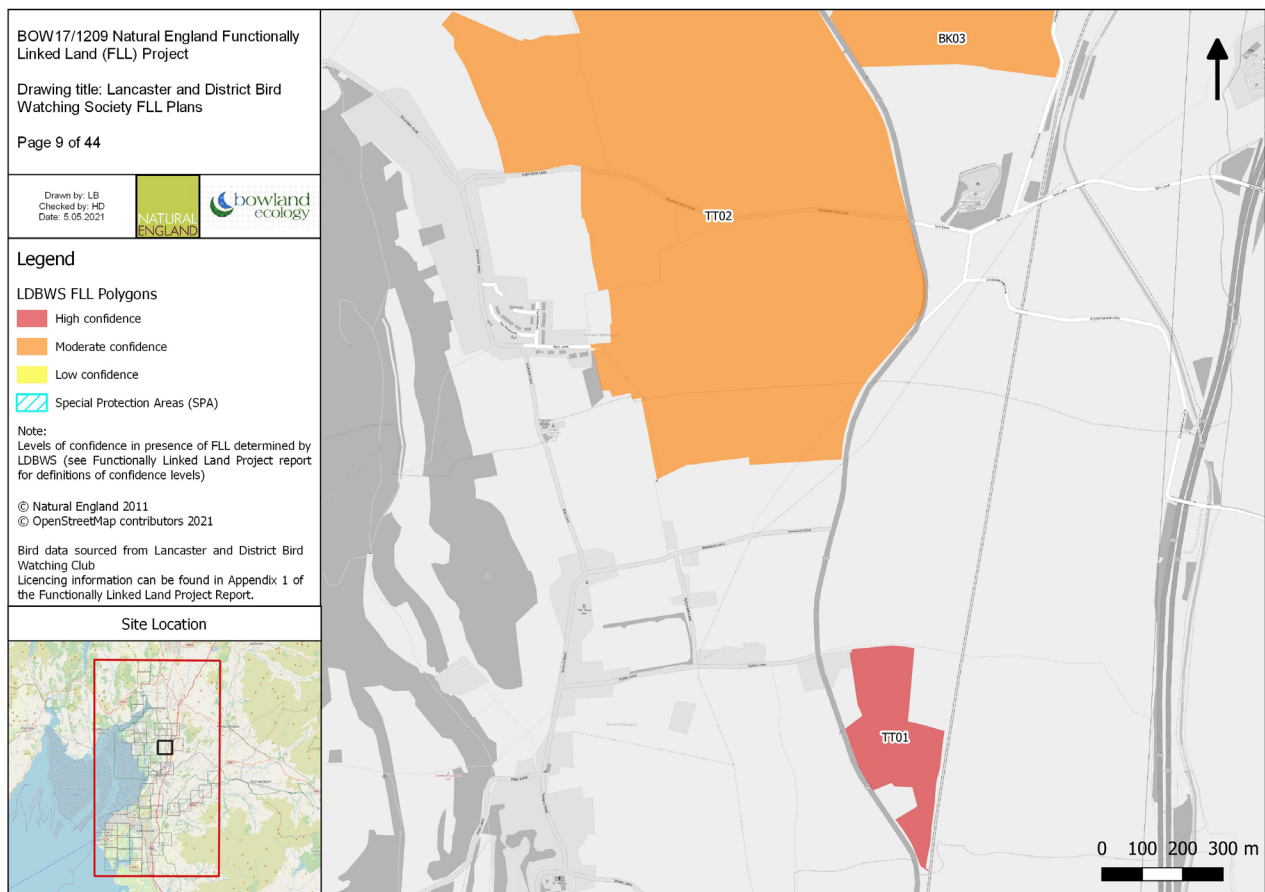 BOW17/1209 Natural England Functionally
Linked Land (FLL) Project
Drawing title: Lancaster and District Bird
Watching Society FLL Plans
Page 9 of 44
Drawn by: LB
Checked by: HD
Date: 5.05.2021
NATURAL
ENGLAND
bowland
ecology
Legend
LDBWS FLL Polygons
High confidence
Moderate confidence
Low confidence
Special Protection Areas (SPA)
Note:
Levels of confidence in presence of FLL determined by
LDBWS (see Functionally Linked Land Project report
for definitions of confidence levels)
© Natural England 2011
© OpenStreetMap contributors 2021
Bird data sourced from Lancaster and District Bird
Watching Club
Licencing information can be found in Appendix 1 of
the Functionally Linked Land Project Report.
Site Location
BK03
TT02
TT01
0 100 200 300 m